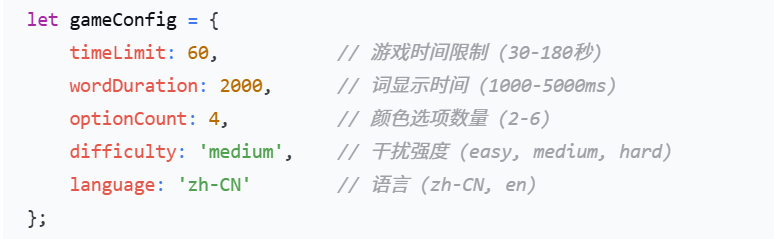 let gameConfig = {
    timeLimit: 60,          // 游戏时间限制 (30-180秒)
    wordDuration: 2000,     // 词显示时间 (1000-5000ms)
    optionCount: 4,         // 颜色选项数量 (2-6)
    difficulty: 'medium',   // 干扰强度 (easy, medium, hard)
    language: 'zh-CN'       // 语言 (zh-CN, en)
};